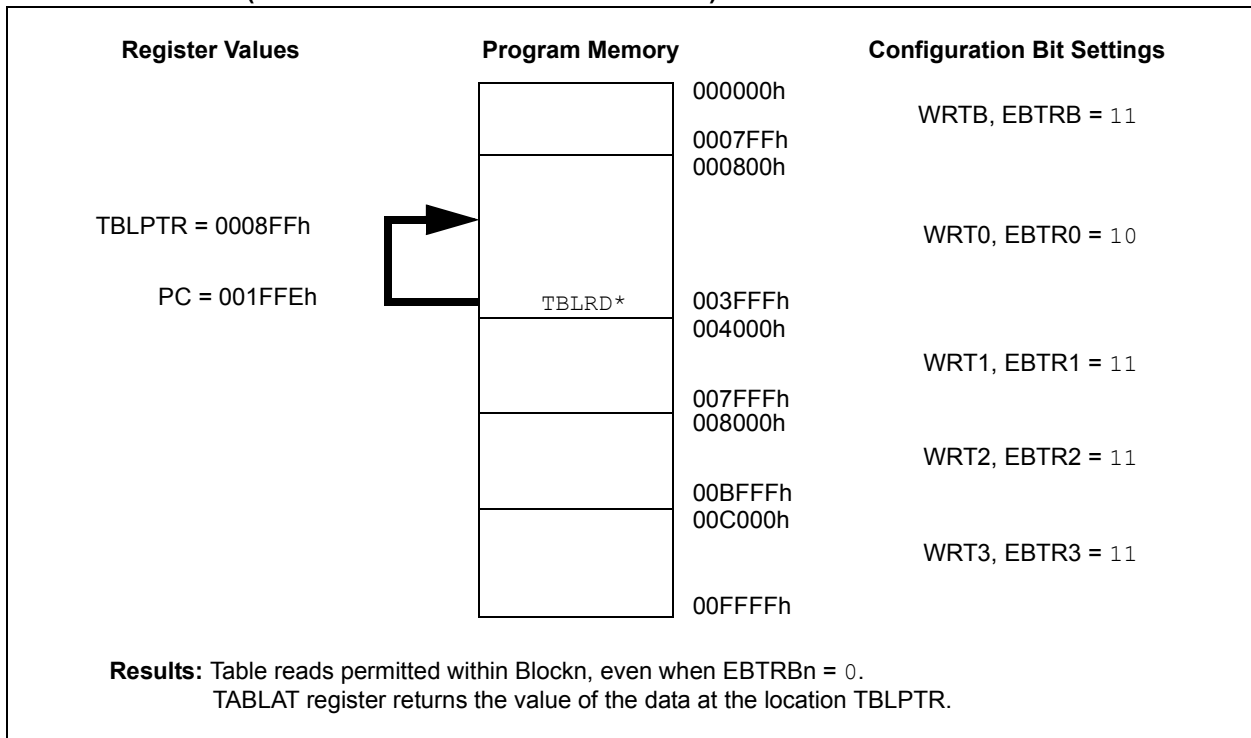 Register Values Program Memory Configuration Bit Settings
000000h
WRTB, EBTRB = 11
0007FFh
000800h
TBLPTR = 0008FFh
WRT0, EBTR0 = 10
PC = 001FFEh
TBLRD*
003FFFh
004000h
WRT1, EBTR1 = 11
007FFFh
008000h
WRT2, EBTR2 = 11
00BFFFh
00C000h
WRT3, EBTR3 = 11
00FFFFh
Results: Table reads permitted within Blockn, even when EBTRBn = 0.
TABLAT register returns the value of the data at the location TBLPTR.